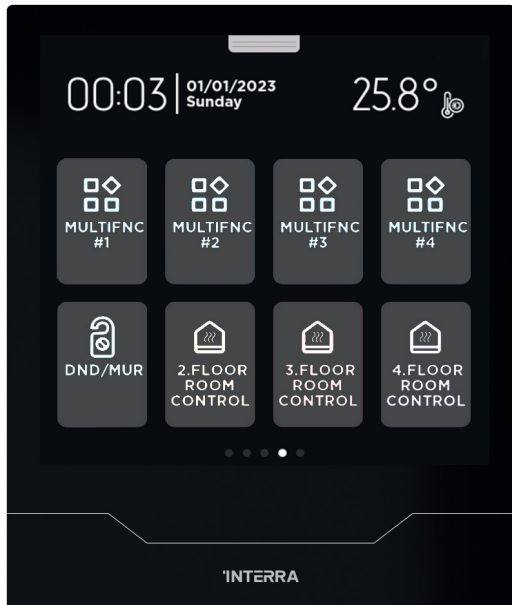 00:03
01/01/2023
Sunday
25.8°
MULTIFNC
#1
MULTIFNC
#2
MULTIFNC
#3
MULTIFNC
#4
DND/MUR
2.FLOOR
ROOM
CONTROL
3.FLOOR
ROOM
CONTROL
4.FLOOR
ROOM
CONTROL
INTERRA